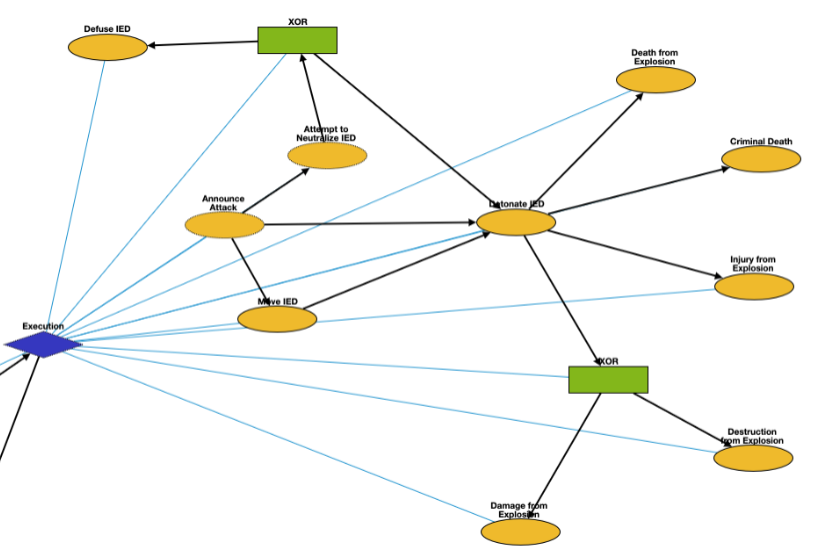 XOR
Defuse IED
Death from
Explosion
Attempt to
Neutralize IED
Criminal Death
Announce
Attack
Detonate IED
Injury from
Explosion
Move IED
Execution
XOR
Destruction
from Explosion
Damage from
Explosion